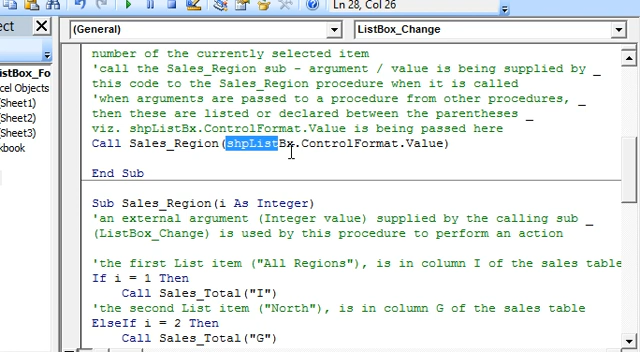 Ln 28, Col 26
ect
(General)
ListBox_Change
istBox_Fo
cel Objects
Sheet1)
Sheet2)
Sheet3)
kbook
number of the currently selected item
'call the Sales_Region sub - argument / value is being supplied by _
this code to the Sales_Region procedure when it is called
'when arguments are passed to a procedure from other procedures, _
then these are listed or declared between the parentheses _
viz. shpListBx.ControlFormat.Value is being passed here
Call Sales_Region(shpListBx.ControlFormat.Value)
End Sub
Sub Sales_Region(i As Integer)
'an external argument (Integer value) supplied by the calling sub _
(ListBox_Change) is used by this procedure to perform an action
'the first List item ("All Regions"), is in column I of the sales table
If i = 1 Then
Call Sales_Total("I")
'the second List item ("North"), is in column G of the sales table
ElseIf i = 2 Then
Call Sales_Total("G")